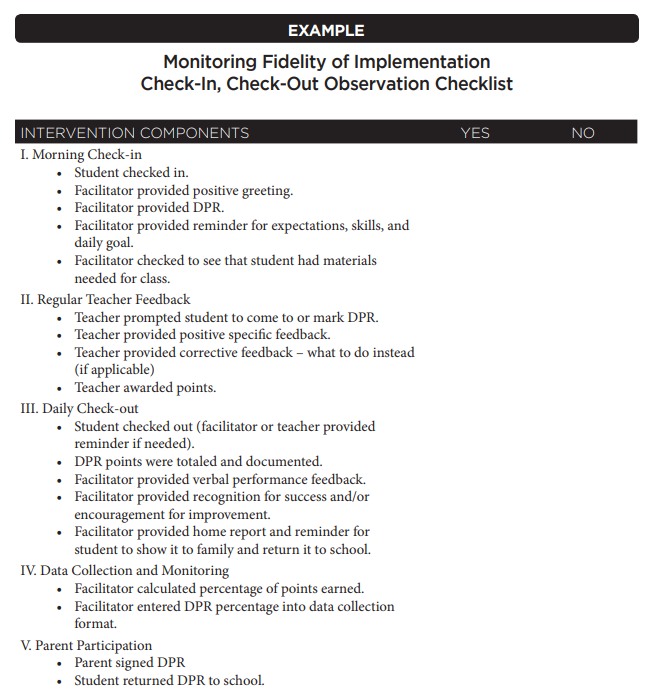 EXAMPLE
Monitoring Fidelity of Implementation
Check-In, Check-Out Observation Checklist
INTERVENTION COMPONENTS YES NO
I. Morning Check-in
• Student checked in.
• Facilitator provided positive greeting.
• Facilitator provided DPR.
• Facilitator provided reminder for expectations, skills, and
daily goal.
• Facilitator checked to see that student had materials
needed for class.
II. Regular Teacher Feedback
• Teacher prompted student to come to or mark DPR.
• Teacher provided positive specific feedback.
• Teacher provided corrective feedback – what to do instead
(if applicable)
• Teacher awarded points.
III. Daily Check-out
• Student checked out (facilitator or teacher provided
reminder if needed).
• DPR points were totaled and documented.
• Facilitator provided verbal performance feedback.
• Facilitator provided recognition for success and/or
encouragement for improvement.
• Facilitator provided home report and reminder for
student to show it to family and return it to school.
IV. Data Collection and Monitoring
• Facilitator calculated percentage of points earned.
• Facilitator entered DPR percentage into data collection
format.
V. Parent Participation
• Parent signed DPR
• Student returned DPR to school.